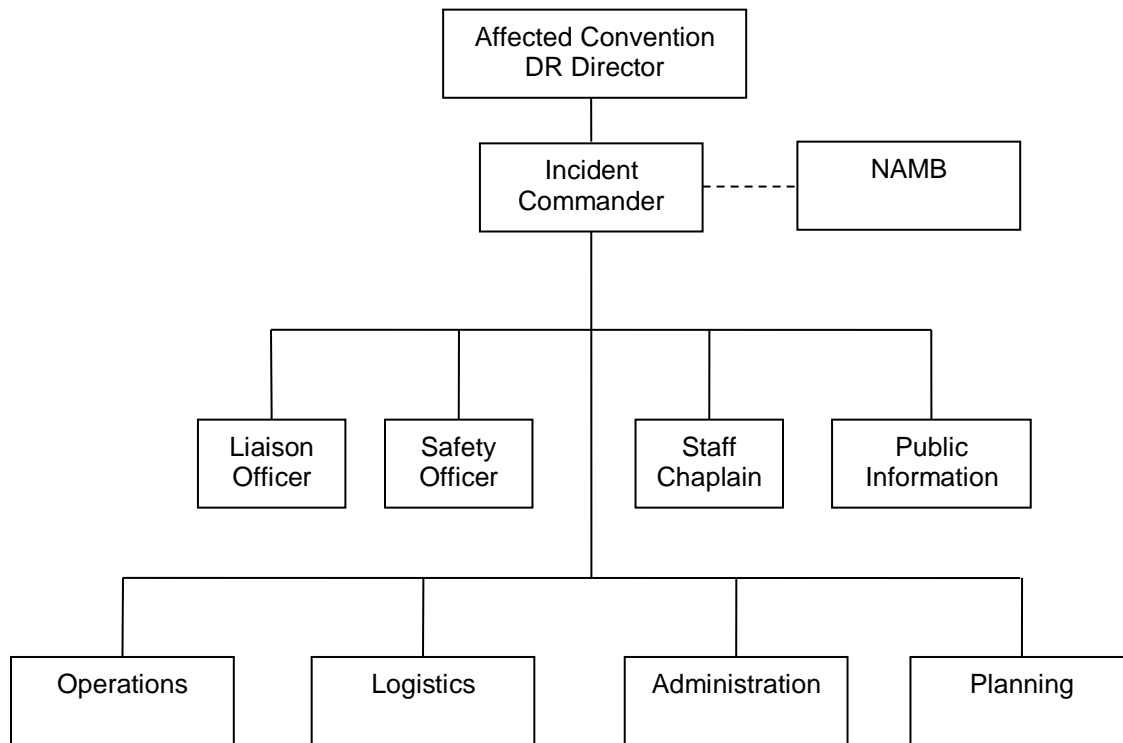 Affected Convention
DR Director
Incident
Commander
NAMB
Liaison
Officer
Safety
Officer
Staff
Chaplain
Public
Information
Operations
Logistics
Administration
Planning